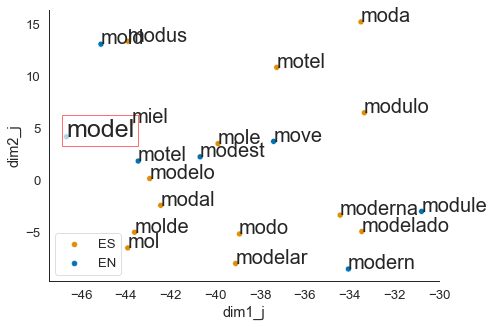 15
moda
mold modus
motel
10
modulo
miel
5
model
mole move
motel modest
modelo
0
modal
moderna module
molde modo modelado
−5
mol
modelar modern
ES
EN
−46 −44 −42 −40 −38 −36 −34 −32 −30
dim1_j
dim2_j